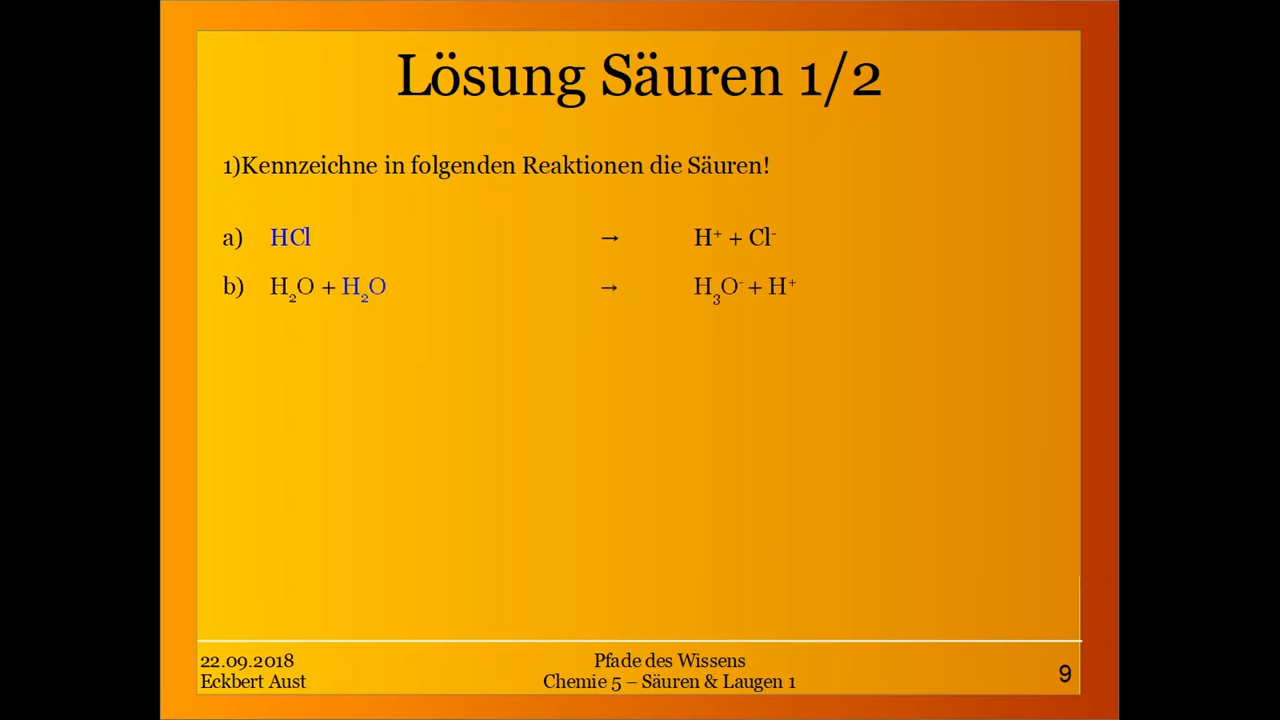 Lösung Säuren 1/2
1)Kennzeichne in folgenden Reaktionen die Säuren!
a) HCl → H⁺ + Cl⁻
b) H₂O + H₂O → H₃O⁻ + H⁺
22.09.2018
Eckbert Aust
Pfade des Wissens
Chemie 5 – Säuren & Laugen 1
9